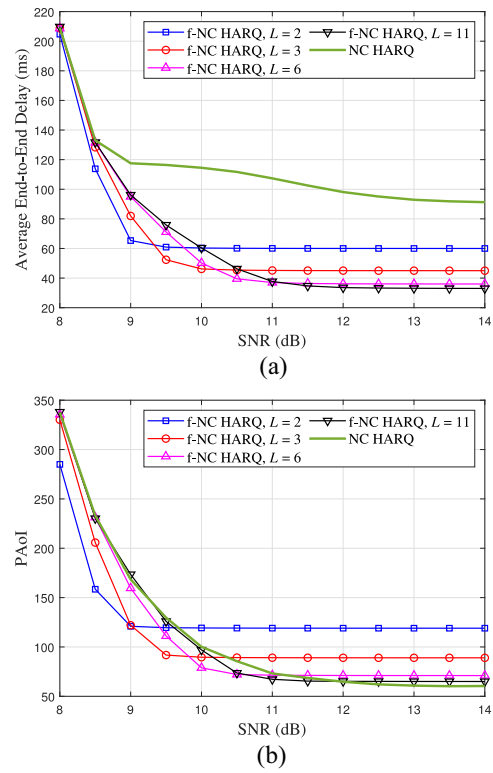 220
200
180
160
140
120
100
80
60
40
20
Average End-to-End Delay (ms)
f-NC HARQ, L = 2
f-NC HARQ, L = 3
f-NC HARQ, L = 6
f-NC HARQ, L = 11
NC HARQ
8 9 10 11 12 13 14
SNR (dB)
(a)
350
300
250
200
150
100
50
PAoI
f-NC HARQ, L = 2
f-NC HARQ, L = 3
f-NC HARQ, L = 6
f-NC HARQ, L = 11
NC HARQ
8 9 10 11 12 13 14
SNR (dB)
(b)